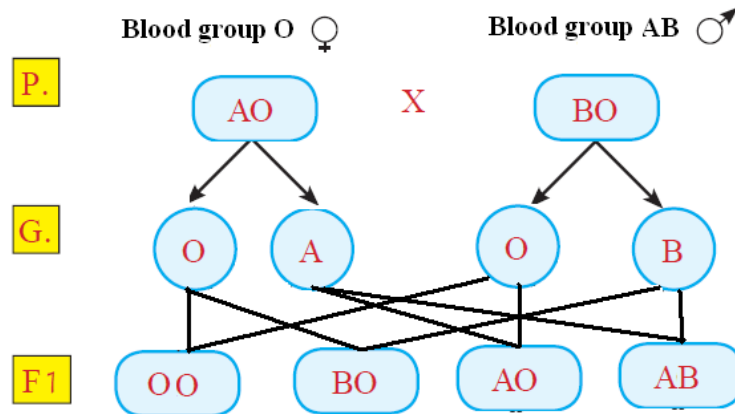 Blood group O ♀ Blood group AB ♂
P. AO X BO
G. O A O B
F1 OO BO AO AB